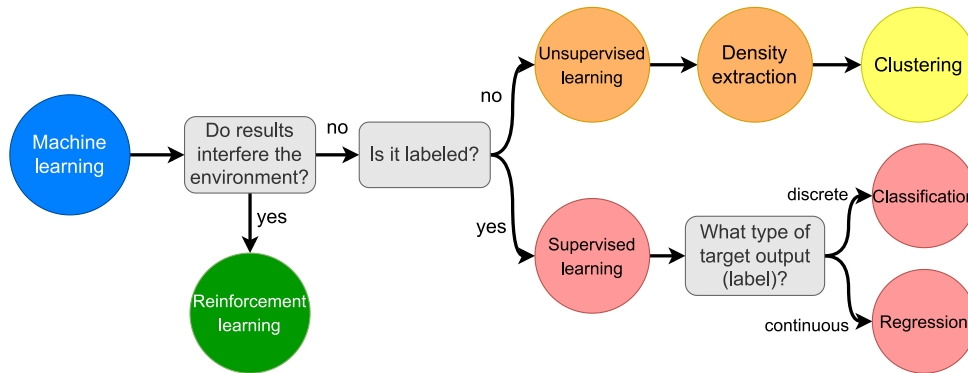 Machine
learning
Do results
interfere the
environment?
yes
Reinforcement
learning
no
Is it labeled?
no
Unsupervised
learning
Density
extraction
Clustering
yes
Supervised
learning
What type of
target output
(label)?
discrete
Classification
continuous
Regression